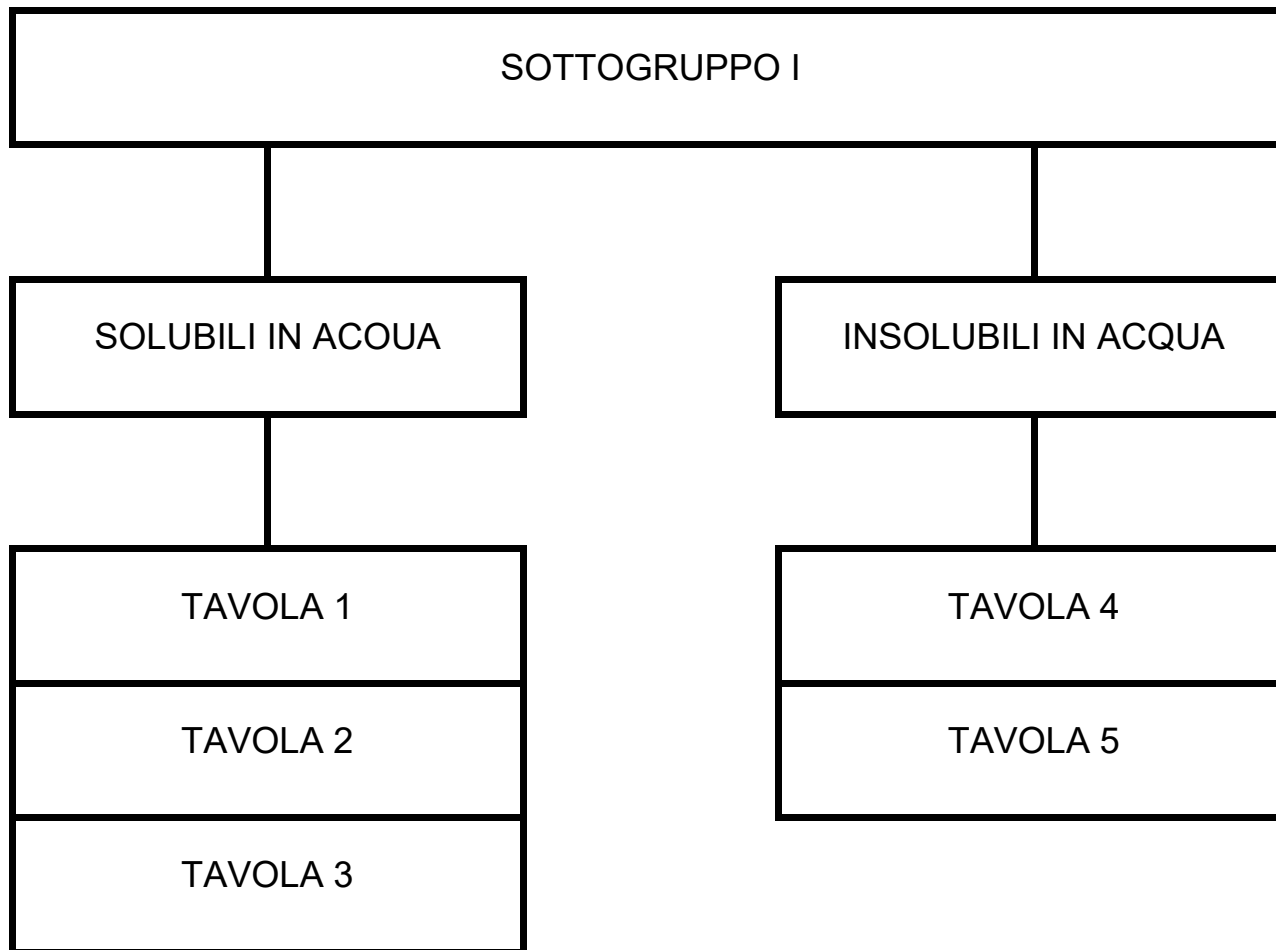 SOTTOGRUPPO I
SOLUBILI IN ACOUA
INSOLUBILI IN ACQUA
TAVOLA 1
TAVOLA 4
TAVOLA 2
TAVOLA 5
TAVOLA 3